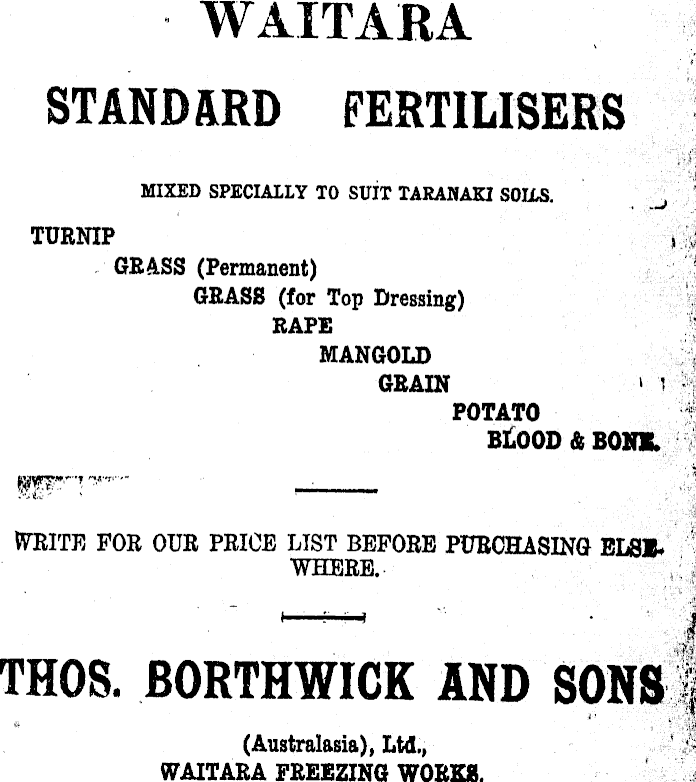 WAITARA
STANDARD FERTILISERS
MIXED SPECIALLY TO SUIT TARANAKI SOILS.
TURNIP
GRASS (Permanent)
GRASS (for Top Dressing)
RAPE
MANGOLD
GRAIN
POTATO
BLOOD & BONE.
WRITE FOR OUR PRICE LIST BEFORE PURCHASING ELSE-
WHERE.
THOS. BORTHWICK AND SONS
(Australasia), Ltd.,
WAITARA FREEZING WORKS.